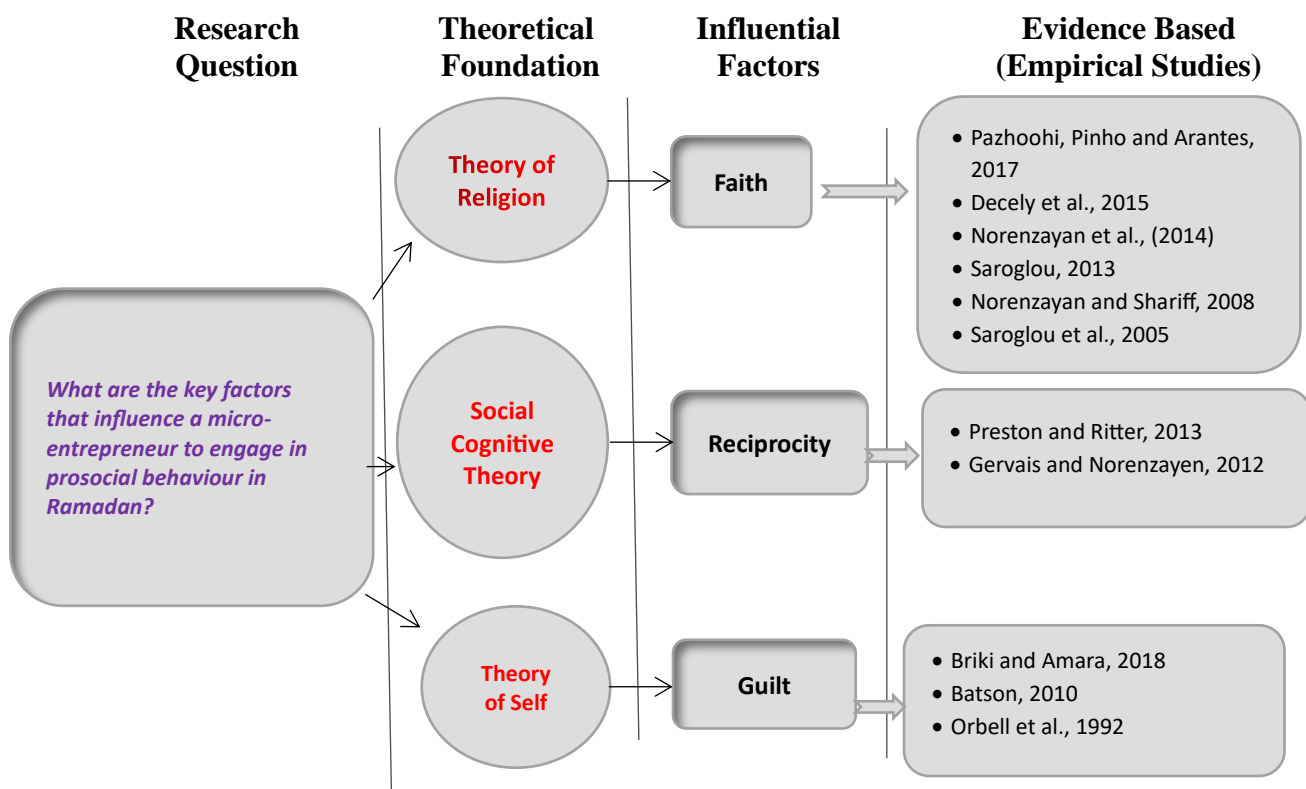 Research
Question
Theoretical
Foundation
Influential
Factors
Evidence Based
(Empirical Studies)
What are the key factors
that influence a micro-
entrepreneur to engage in
prosocial behaviour in
Ramadan?
Theory of
Religion
Faith
• Pazhoohi, Pinho and Arantes,
2017
• Decely et al., 2015
• Norenzayan et al., (2014)
• Saroglou, 2013
• Norenzayan and Shariff, 2008
• Saroglou et al., 2005
Social
Cognitive
Theory
Reciprocity
• Preston and Ritter, 2013
• Gervais and Norenzayen, 2012
Theory
of Self
Guilt
• Briki and Amara, 2018
• Batson, 2010
• Orbell et al., 1992